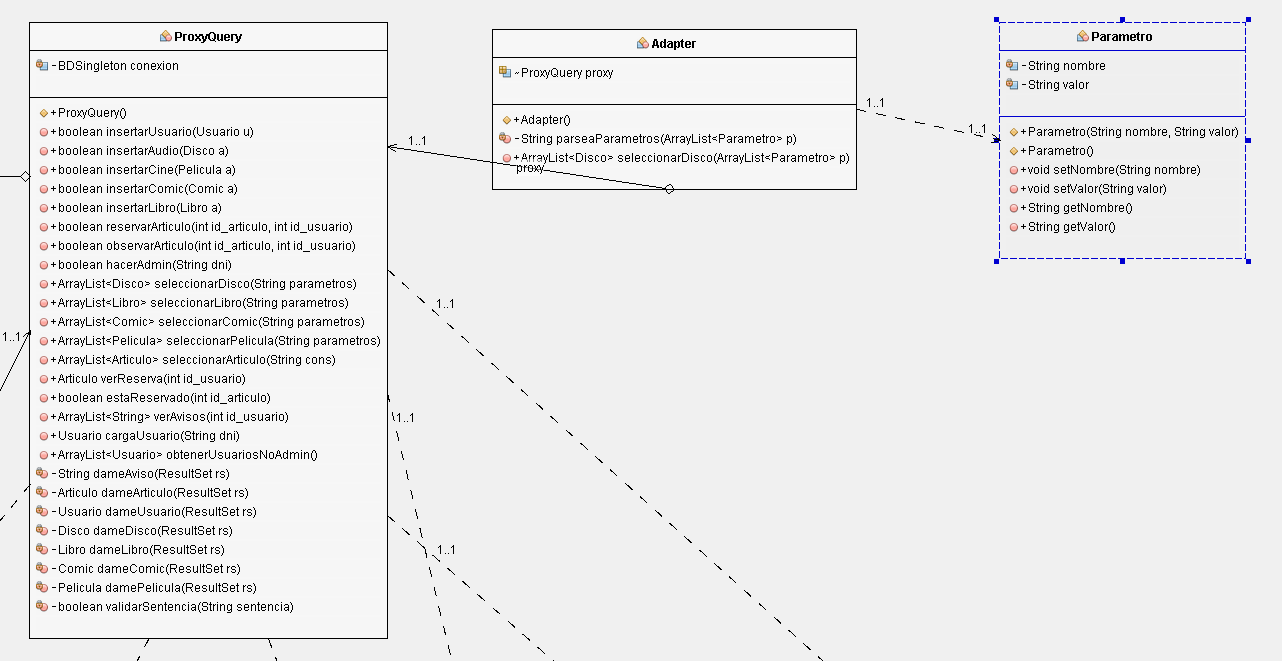 ProxyQuery
-BDSingleton conexion
+ProxyQuery()
+boolean insertarUsuario(Usuario u)
+boolean insertarAudio(Disco a)
+boolean insertarCine(Pelicula a)
+boolean insertarComic(Comic a)
+boolean insertarLibro(Libro a)
+boolean reservarArticulo(int id_articulo, int id_usuario)
+boolean observarArticulo(int id_articulo, int id_usuario)
+boolean hacerAdmin(String dni)
+ArrayList<Disco> seleccionarDisco(String parametros)
+ArrayList<Libro> seleccionarLibro(String parametros)
+ArrayList<Comic> seleccionarComic(String parametros)
+ArrayList<Pelicula> seleccionarPelicula(String parametros)
+ArrayList<Articulo> seleccionarArticulo(String cons)
+Articulo verReserva(int id_usuario)
+boolean estaReservado(int id_articulo)
+ArrayList<String> verAvisos(int id_usuario)
+Usuario cargaUsuario(String dni)
+ArrayList<Usuario> obtenerUsuariosNoAdmin()
-String dameAviso(ResultSet rs)
-Articulo dameArticulo(ResultSet rs)
-Usuario dameUsuario(ResultSet rs)
-Disco dameDisco(ResultSet rs)
-Libro dameLibro(ResultSet rs)
-Comic dameComic(ResultSet rs)
-Pelicula damePelicula(ResultSet rs)
-boolean validarSentencia(String sentencia)
1..1
1..1
1..1
1..1
1..1
Adapter
~ProxyQuery proxy
+Adapter()
-String parseaParametros(ArrayList<Parametro> p)
+ArrayList<Disco> seleccionarDisco(ArrayList<Parametro> p)
proxy
1..1
1..1
Parametro
-String nombre
-String valor
+Parametro(String nombre, String valor)
+Parametro()
+void setNombre(String nombre)
+void setValor(String valor)
+String getNombre()
+String getValor()